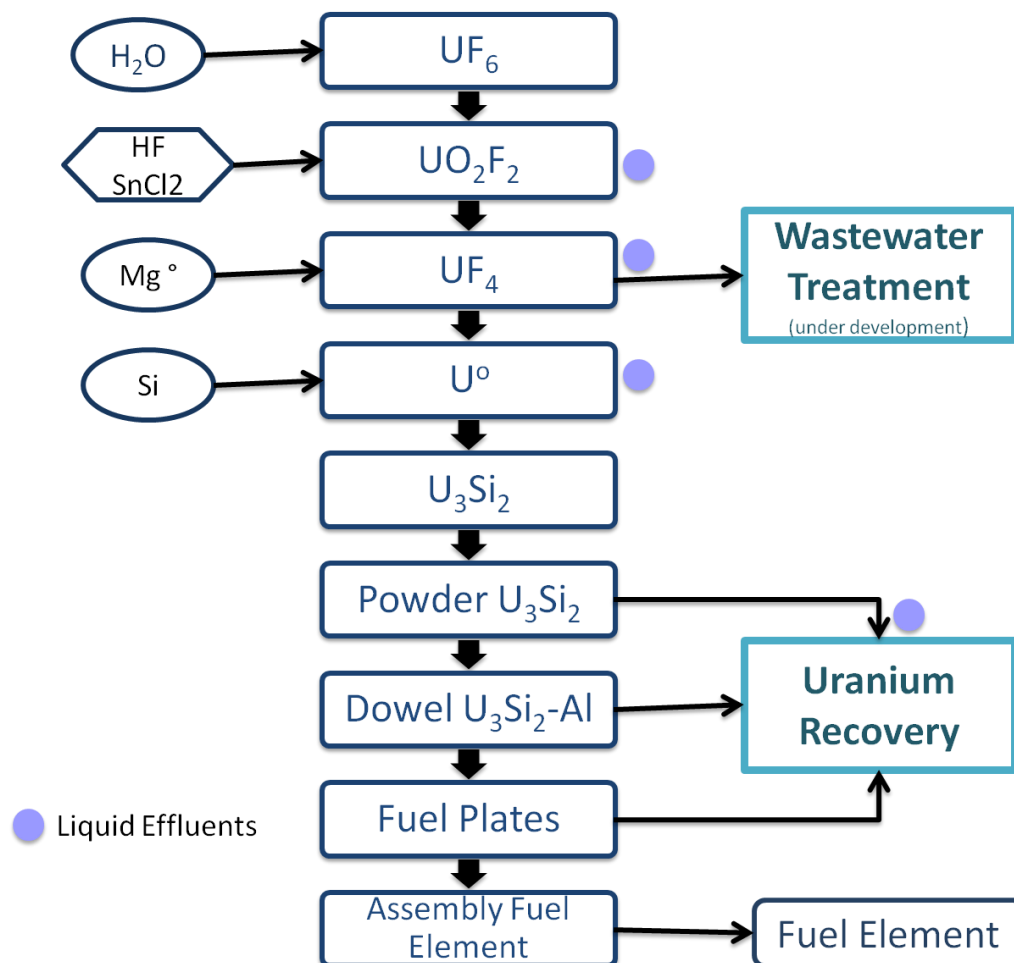 H₂O
UF₆
HF
SnCl2
UO₂F₂
Mg °
UF₄
Wastewater
Treatment
(under development)
Si
U°
U₃Si₂
Powder U₃Si₂
Dowel U₃Si₂-Al
Uranium
Recovery
Fuel Plates
Liquid Effluents
Assembly Fuel
Element
Fuel Element